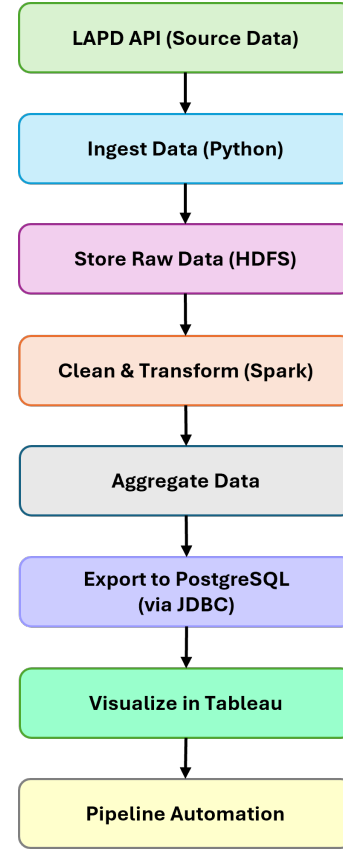 LAPD API (Source Data)
Ingest Data (Python)
Store Raw Data (HDFS)
Clean & Transform (Spark)
Aggregate Data
Export to PostgreSQL
(via JDBC)
Visualize in Tableau
Pipeline Automation